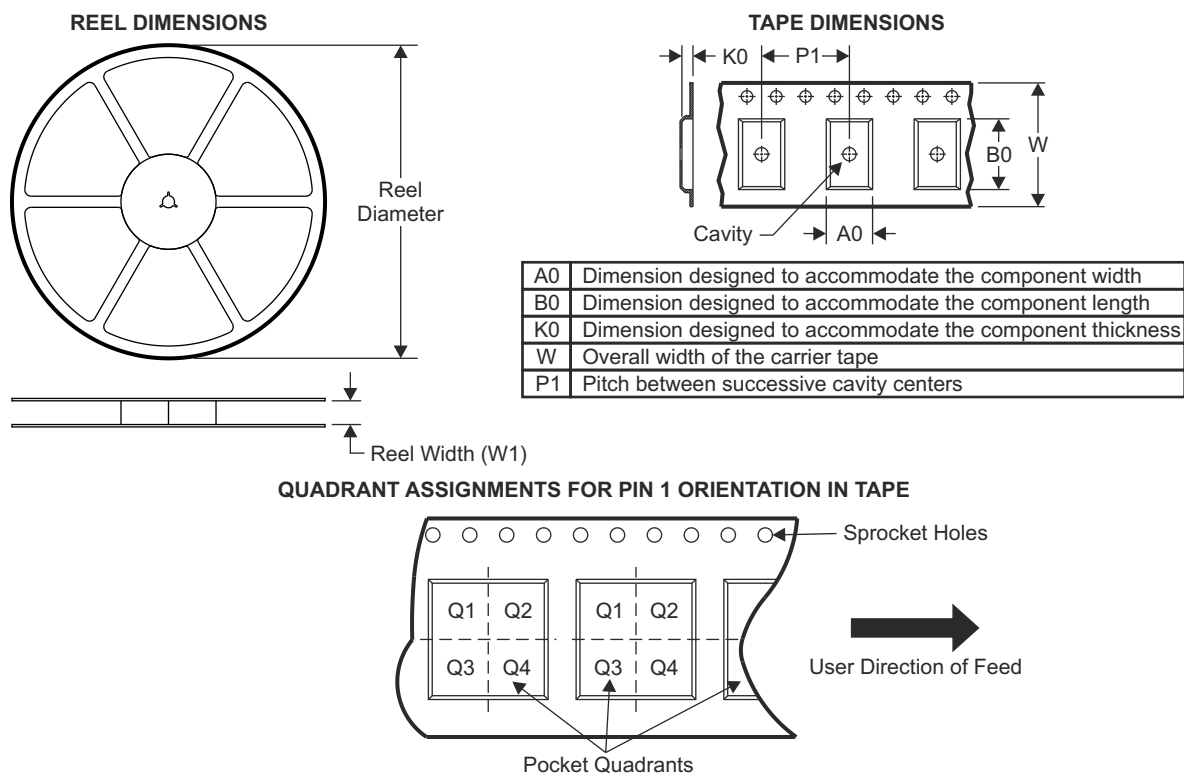 REEL DIMENSIONS
Reel
Diameter
Reel Width (W1)
TAPE DIMENSIONS
K0
P1
B0
W
Cavity
A0
A0 Dimension designed to accommodate the component width
B0 Dimension designed to accommodate the component length
K0 Dimension designed to accommodate the component thickness
W Overall width of the carrier tape
P1 Pitch between successive cavity centers
QUADRANT ASSIGNMENTS FOR PIN 1 ORIENTATION IN TAPE
Sprocket Holes
Q1 Q2 Q1 Q2
Q3 Q4 Q3 Q4
User Direction of Feed
Pocket Quadrants